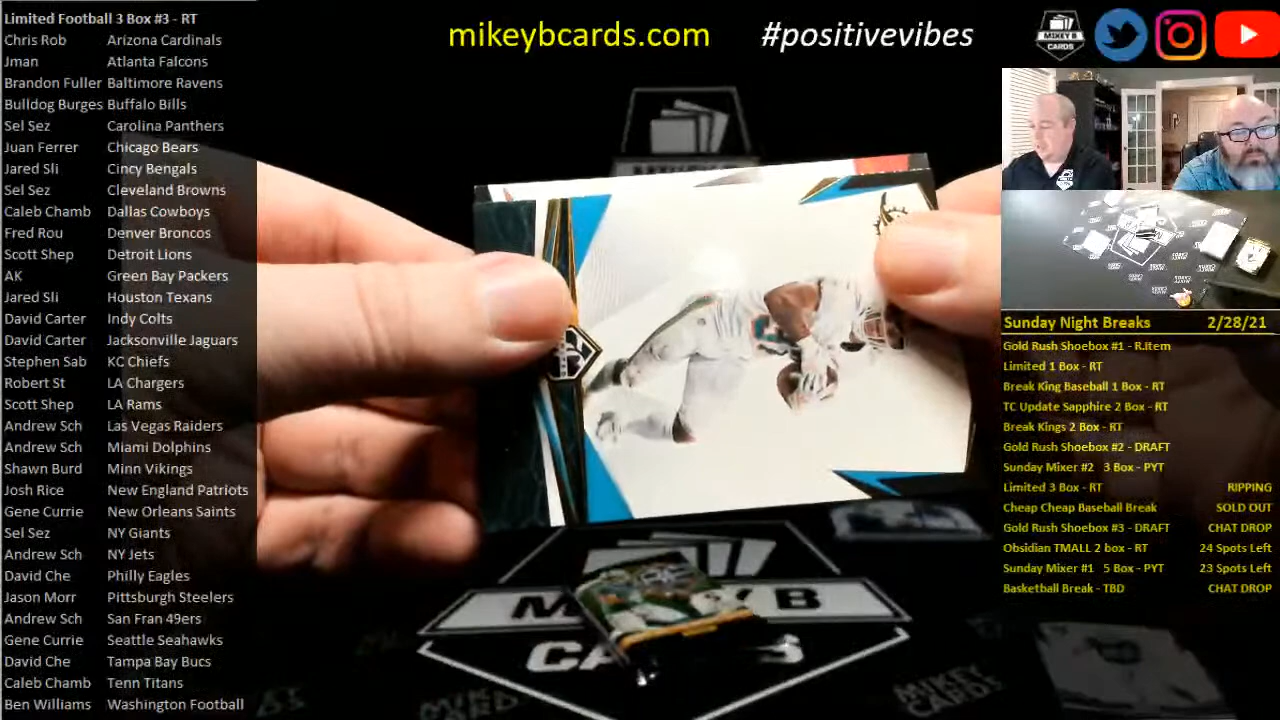 Limited Football 3 Box #3 - RT
Chris Rob Arizona Cardinals
Jman Atlanta Falcons
Brandon Fuller Baltimore Ravens
Bulldog Burges Buffalo Bills
Sel Sez Carolina Panthers
Juan Ferrer Chicago Bears
Jared Sli Cincy Bengals
Sel Sez Cleveland Browns
Caleb Chamb Dallas Cowboys
Fred Rou Denver Broncos
Scott Shep Detroit Lions
AK Green Bay Packers
Jared Sli Houston Texans
David Carter Indy Colts
David Carter Jacksonville Jaguars
Stephen Sab KC Chiefs
Robert St LA Chargers
Scott Shep LA Rams
Andrew Sch Las Vegas Raiders
Andrew Sch Miami Dolphins
Shawn Burd Minn Vikings
Josh Rice New England Patriots
Gene Currie New Orleans Saints
Sel Sez NY Giants
Andrew Sch NY Jets
David Che Philly Eagles
Jason Morr Pittsburgh Steelers
Andrew Sch San Fran 49ers
Gene Currie Seattle Seahawks
David Che Tampa Bay Bucs
Caleb Chamb Tenn Titans
Ben Williams Washington Football
mikeybcards.com #positivevibes
MIKEY B
CARDS
Sunday Night Breaks 2/28/21
Gold Rush Shoebox #1 - R.item
Limited 1 Box - RT
Break King Baseball 1 Box - RT
TC Update Sapphire 2 Box - RT
Break Kings 2 Box - RT
Gold Rush Shoebox #2 - DRAFT
Sunday Mixer #2 3 Box - PYT
Limited 3 Box - RT RIPPING
Cheap Cheap Baseball Break SOLD OUT
Gold Rush Shoebox #3 - DRAFT CHAT DROP
Obsidian TMALL 2 box - RT 24 Spots Left
Sunday Mixer #1 5 Box - PYT 23 Spots Left
Basketball Break - TBD CHAT DROP